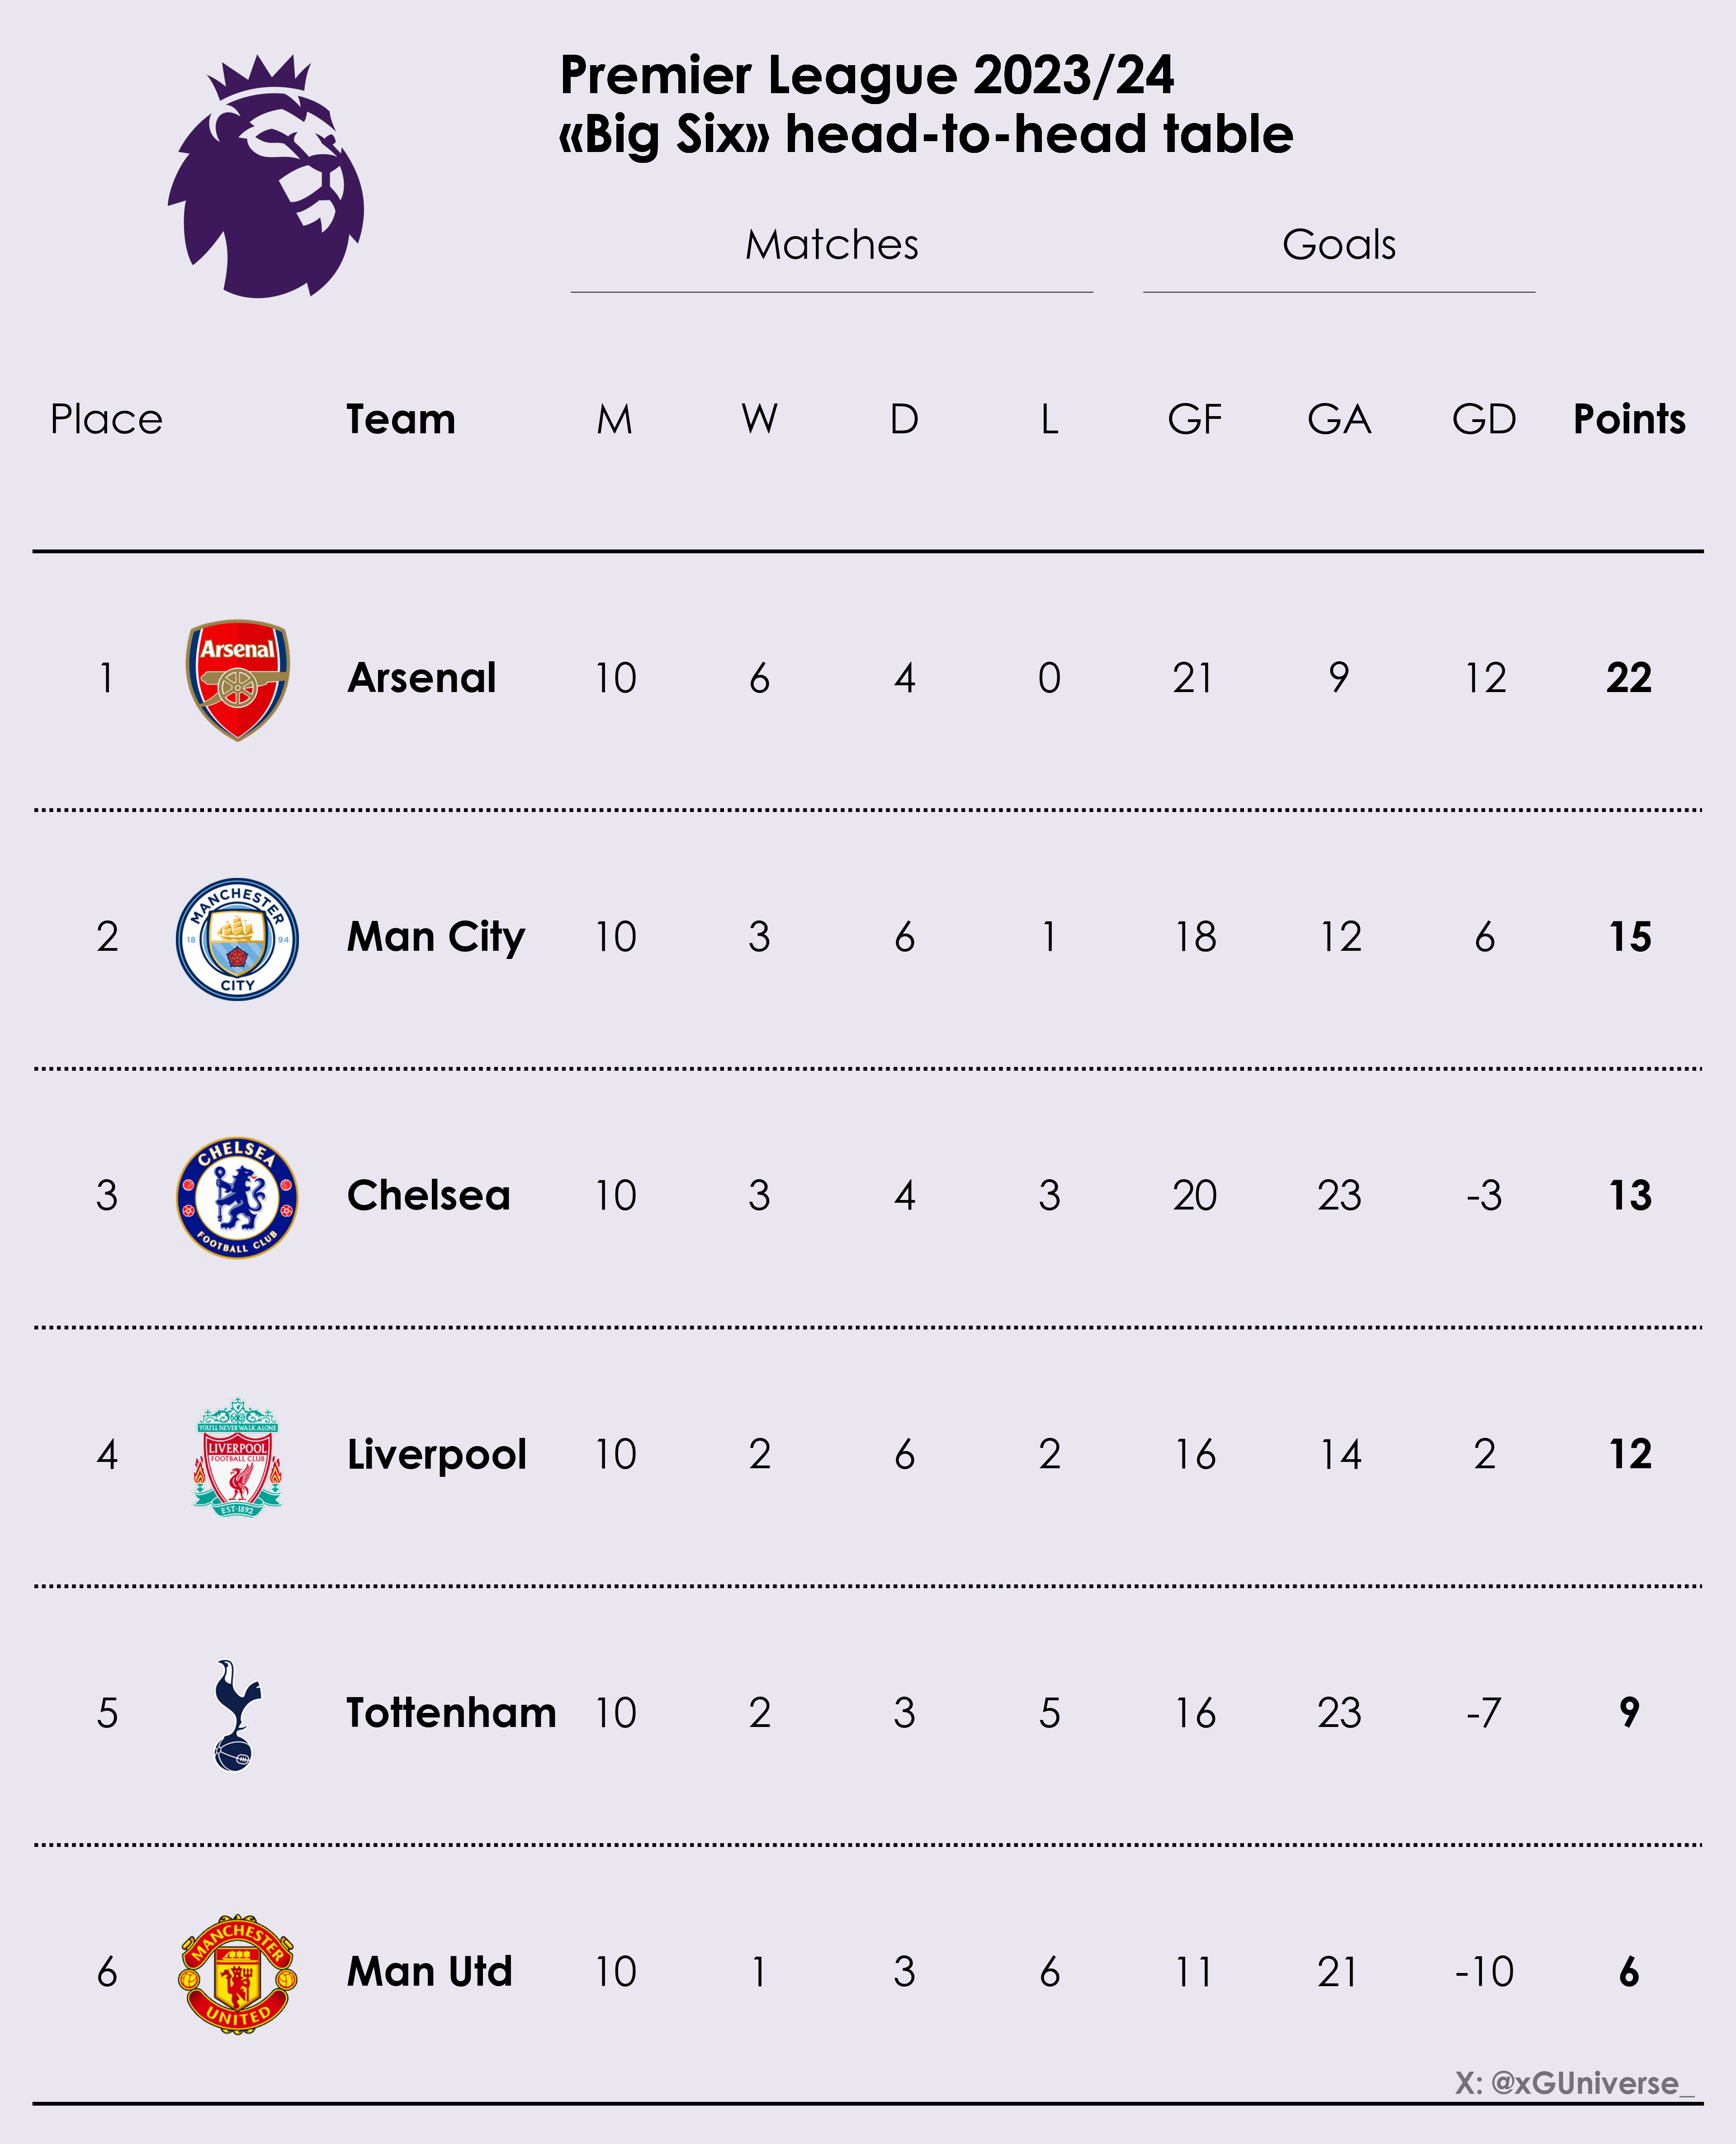 Premier League 2023/24
«Big Six» head-to-head table
Matches Goals
Place Team M W D L GF GA GD Points
Arsenal
1 Arsenal 10 6 4 0 21 9 12 22
MANCHESTER
18 94
CITY
2 Man City 10 3 6 1 18 12 6 15
CHELSEA
FOOTBALL CLUB
3 Chelsea 10 3 4 3 20 23 -3 13
YOU'LL NEVER WALK ALONE
LIVERPOOL
FOOTBALL CLUB
EST·1892
4 Liverpool 10 2 6 2 16 14 2 12
5 Tottenham 10 2 3 5 16 23 -7 9
MANCHESTER
UNITED
6 Man Utd 10 1 3 6 11 21 -10 6
X: @xGUniverse_